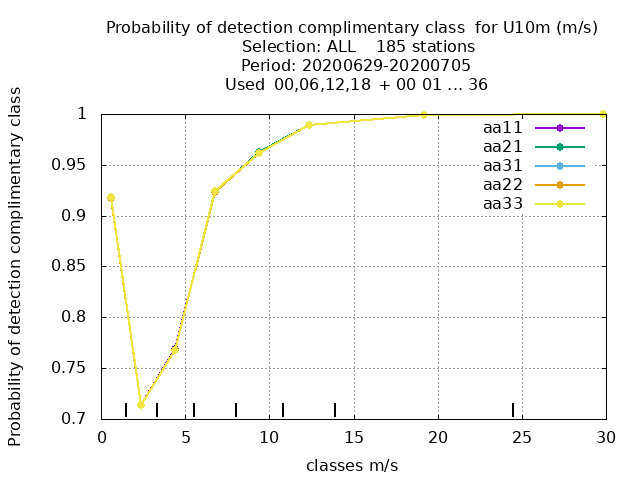 Probability of detection complimentary class  for U10m (m/s)
Selection: ALL    185 stations
Period: 20200629-20200705
Used  00,06,12,18  + 00 01 ... 36
Probability of detection complimentary class
1
0.95
0.9
0.85
0.8
0.75
0.7
aa11
aa21
aa31
aa22
aa33
0 5 10 15 20 25 30
classes m/s